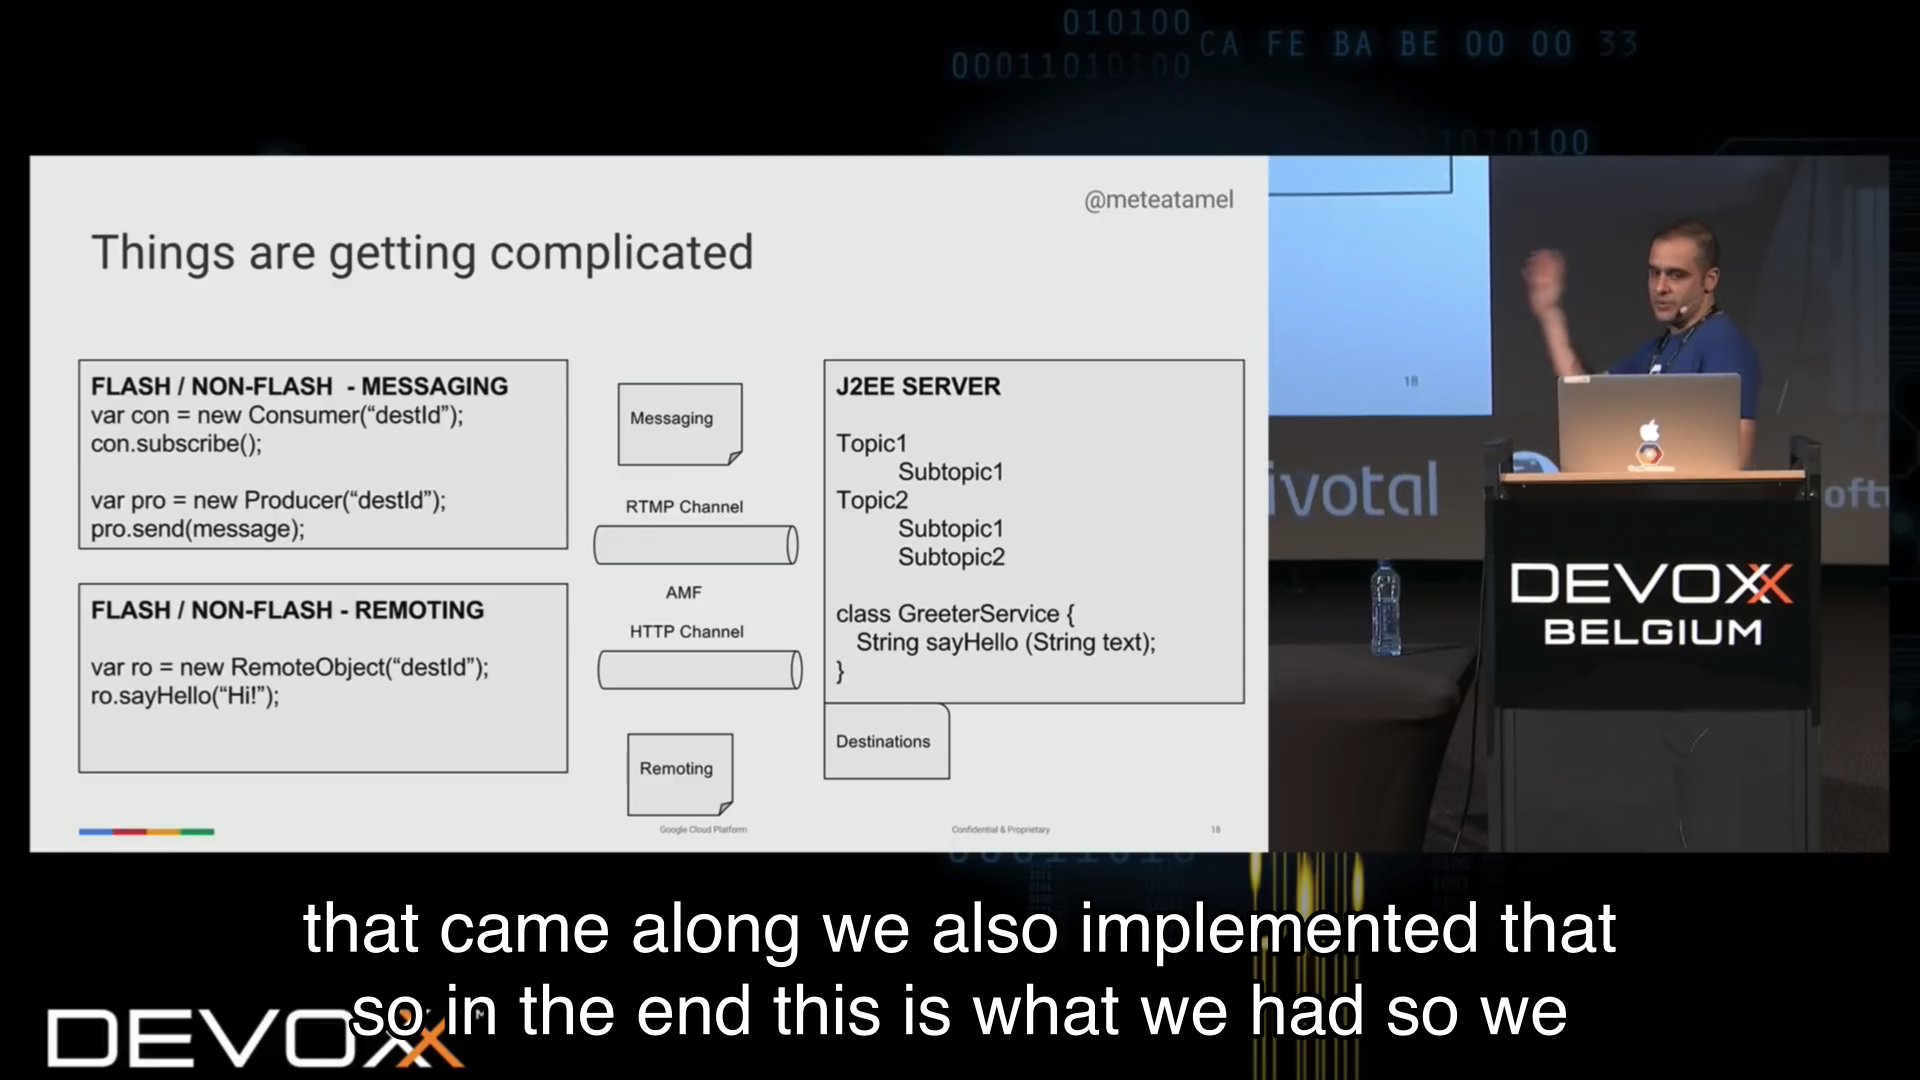 010100
00011010100
CA FE BA BE 00 00 33
1010100
@meteatamel
Things are getting complicated
FLASH / NON-FLASH - MESSAGING
var con = new Consumer(“destId”);
con.subscribe();
var pro = new Producer(“destId”);
pro.send(message);
FLASH / NON-FLASH - REMOTING
var ro = new RemoteObject(“destId”);
ro.sayHello(“Hi!”);
Messaging
RTMP Channel
AMF
HTTP Channel
Remoting
J2EE SERVER
Topic1
Subtopic1
Topic2
Subtopic1
Subtopic2
class GreeterService {
String sayHello (String text);
}
Destinations
Google Cloud Platform
Confidential & Proprietary
18
18
ivotal
oft
DEVOXX
BELGIUM
that came along we also implemented that
so in the end this is what we had so we
DEVOXX